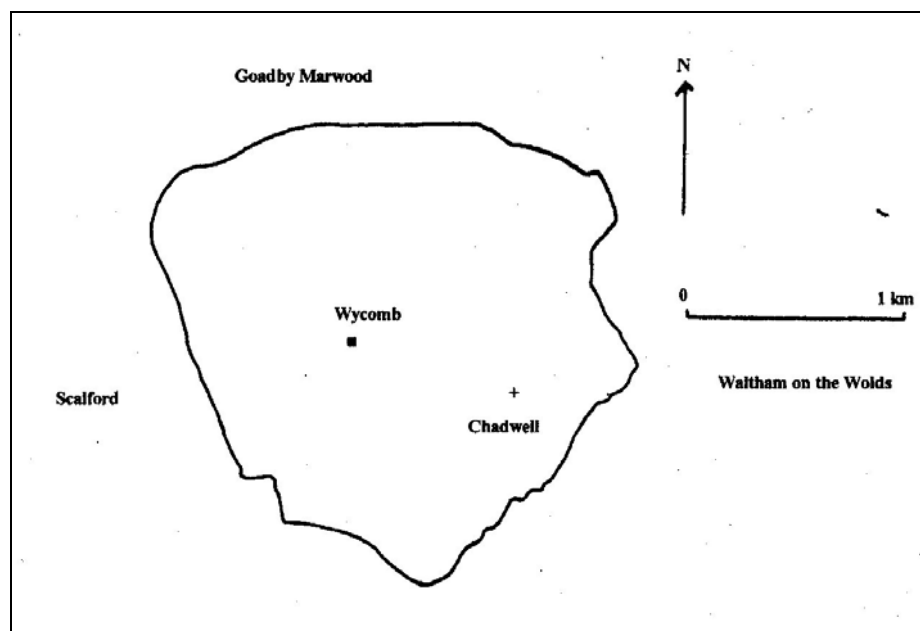 Goadby Marwood
N
0 1 km
Wycomb
Waltham on the Wolds
Scalford
Chadwell